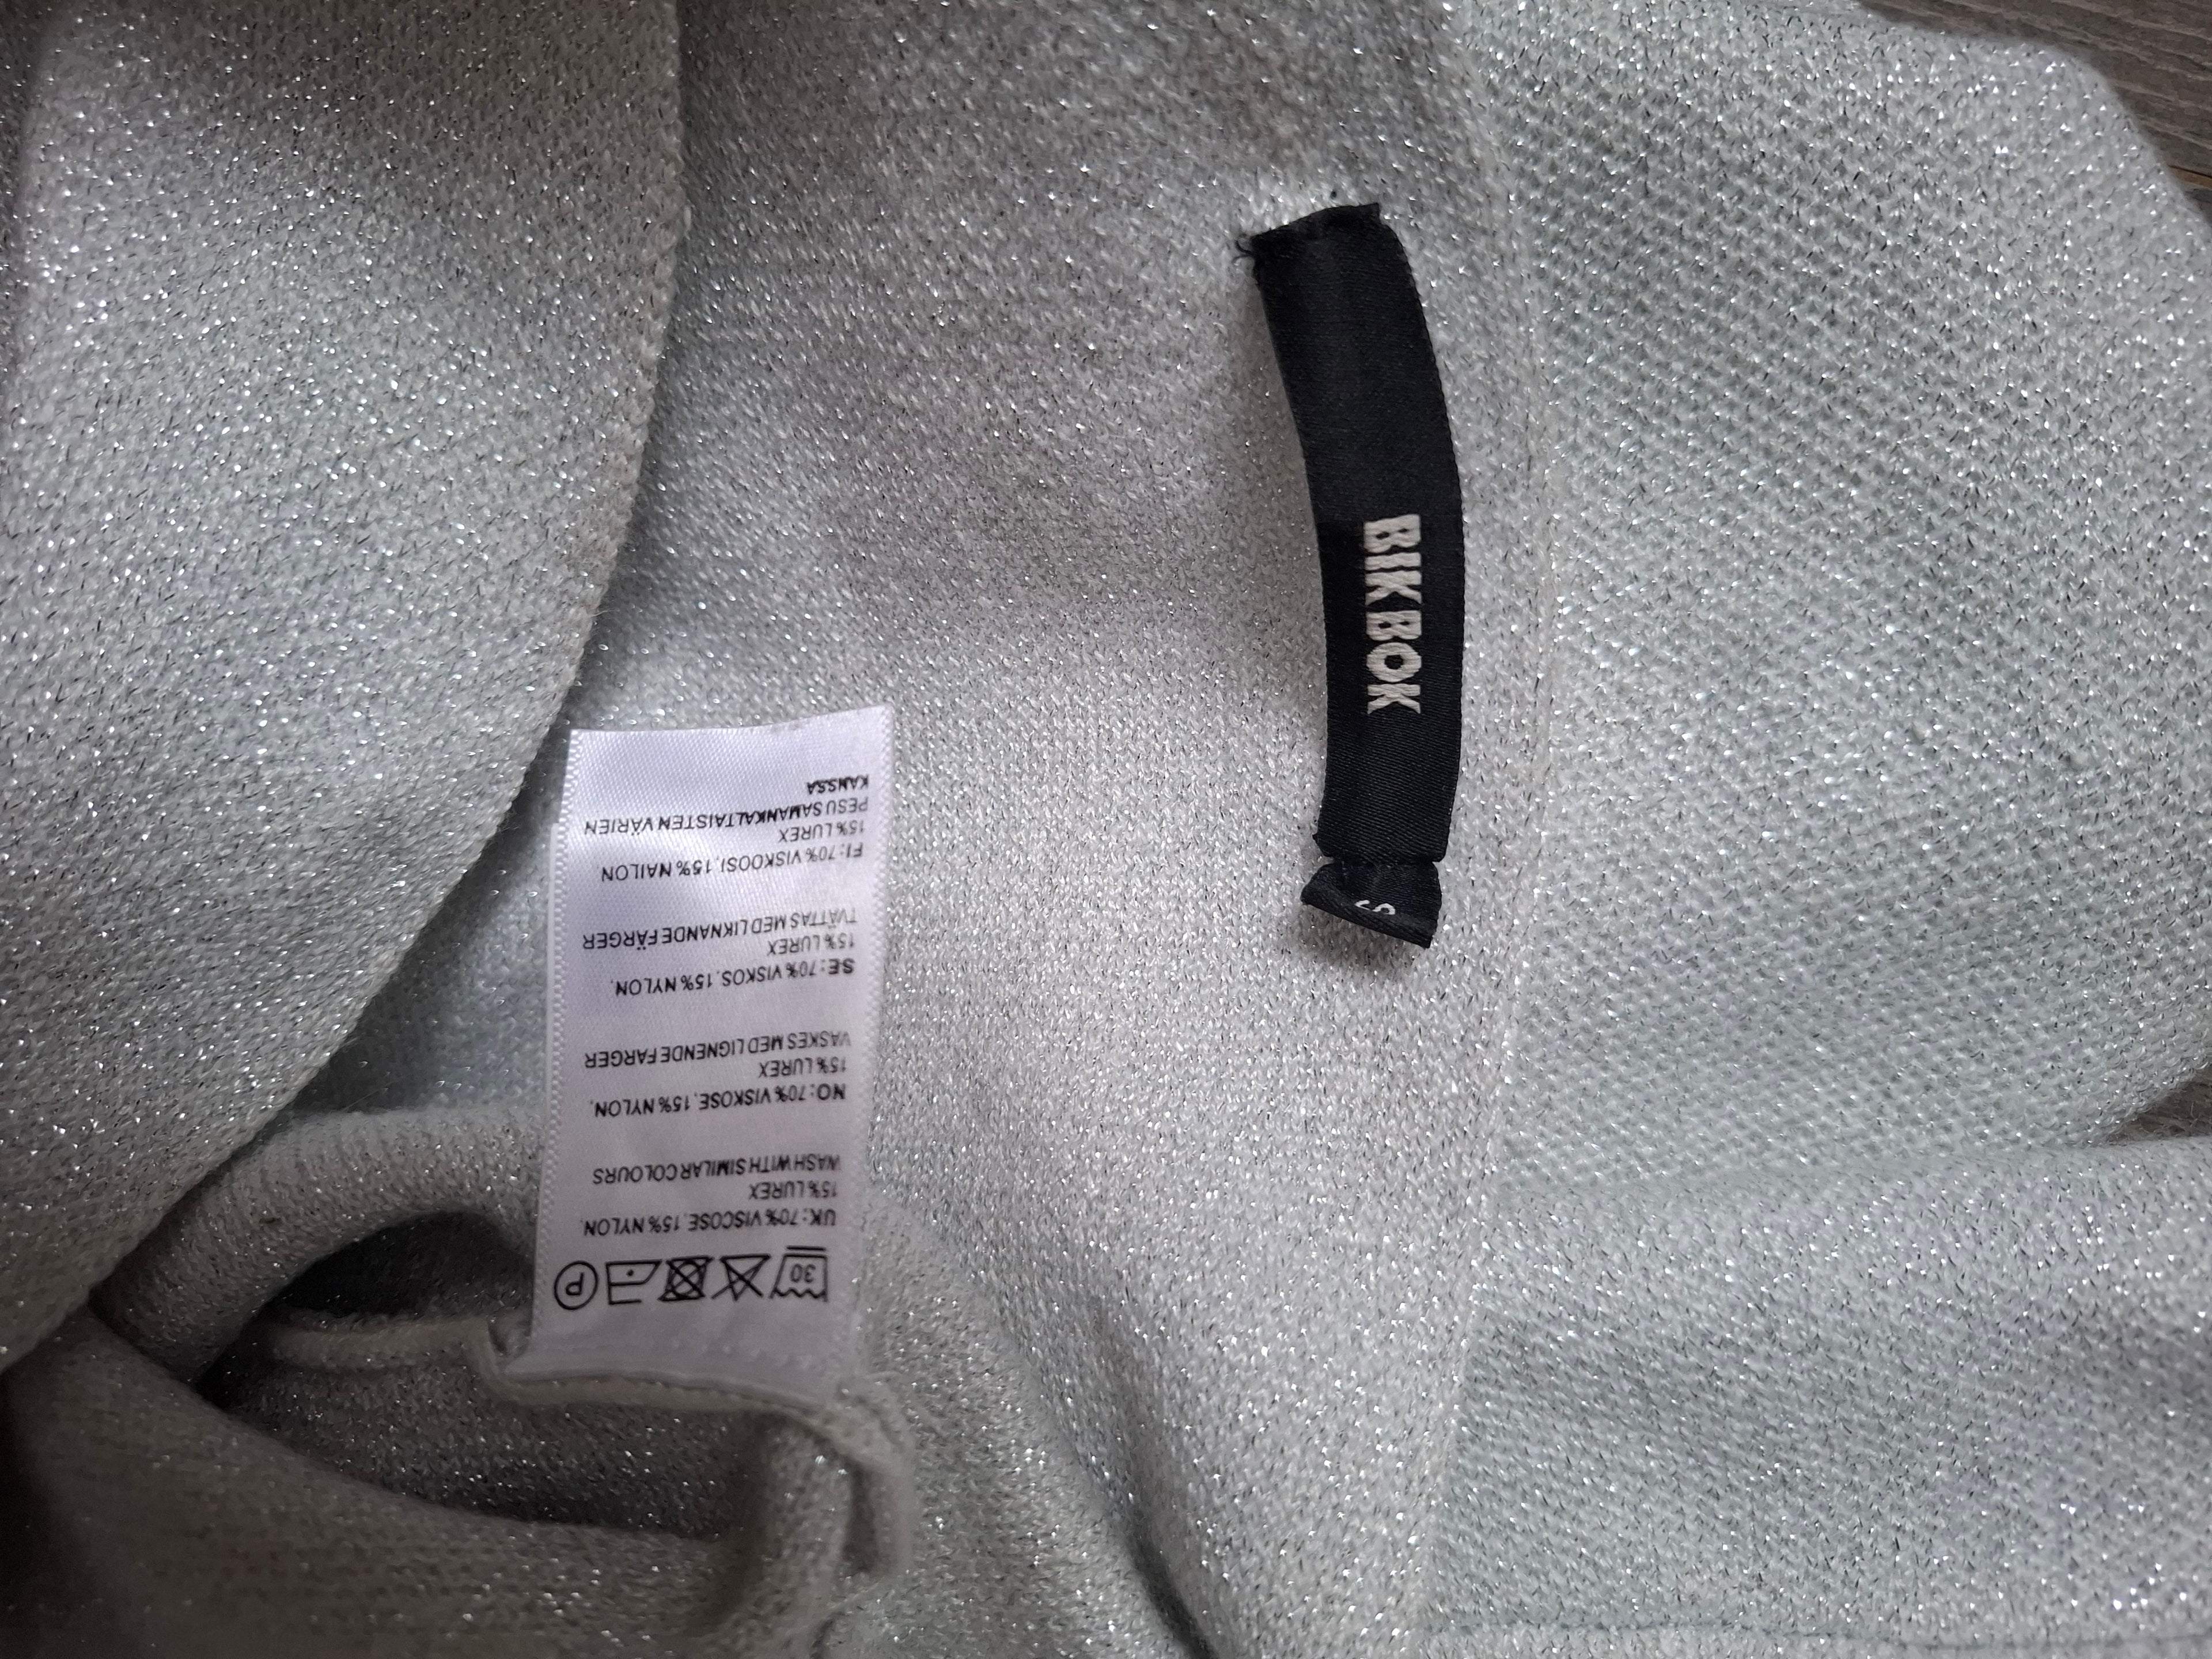 BIK BOK
S
30
P
UK: 70% VISCOSE, 15% NYLON,
15% LUREX
WASH WITH SIMILAR COLOURS
NO: 70% VISKOSE, 15% NYLON,
15% LUREX
VASKES MED LIGNENDE FARGER
SE: 70% VISKOS, 15% NYLON,
15% LUREX
TVÄTTAS MED LIKNANDE FÄRGER
FI: 70% VISKOOSI, 15% NAILON
15% LUREX
PESU SAMANKALTAISTEN VÄRIEN
KANSSA